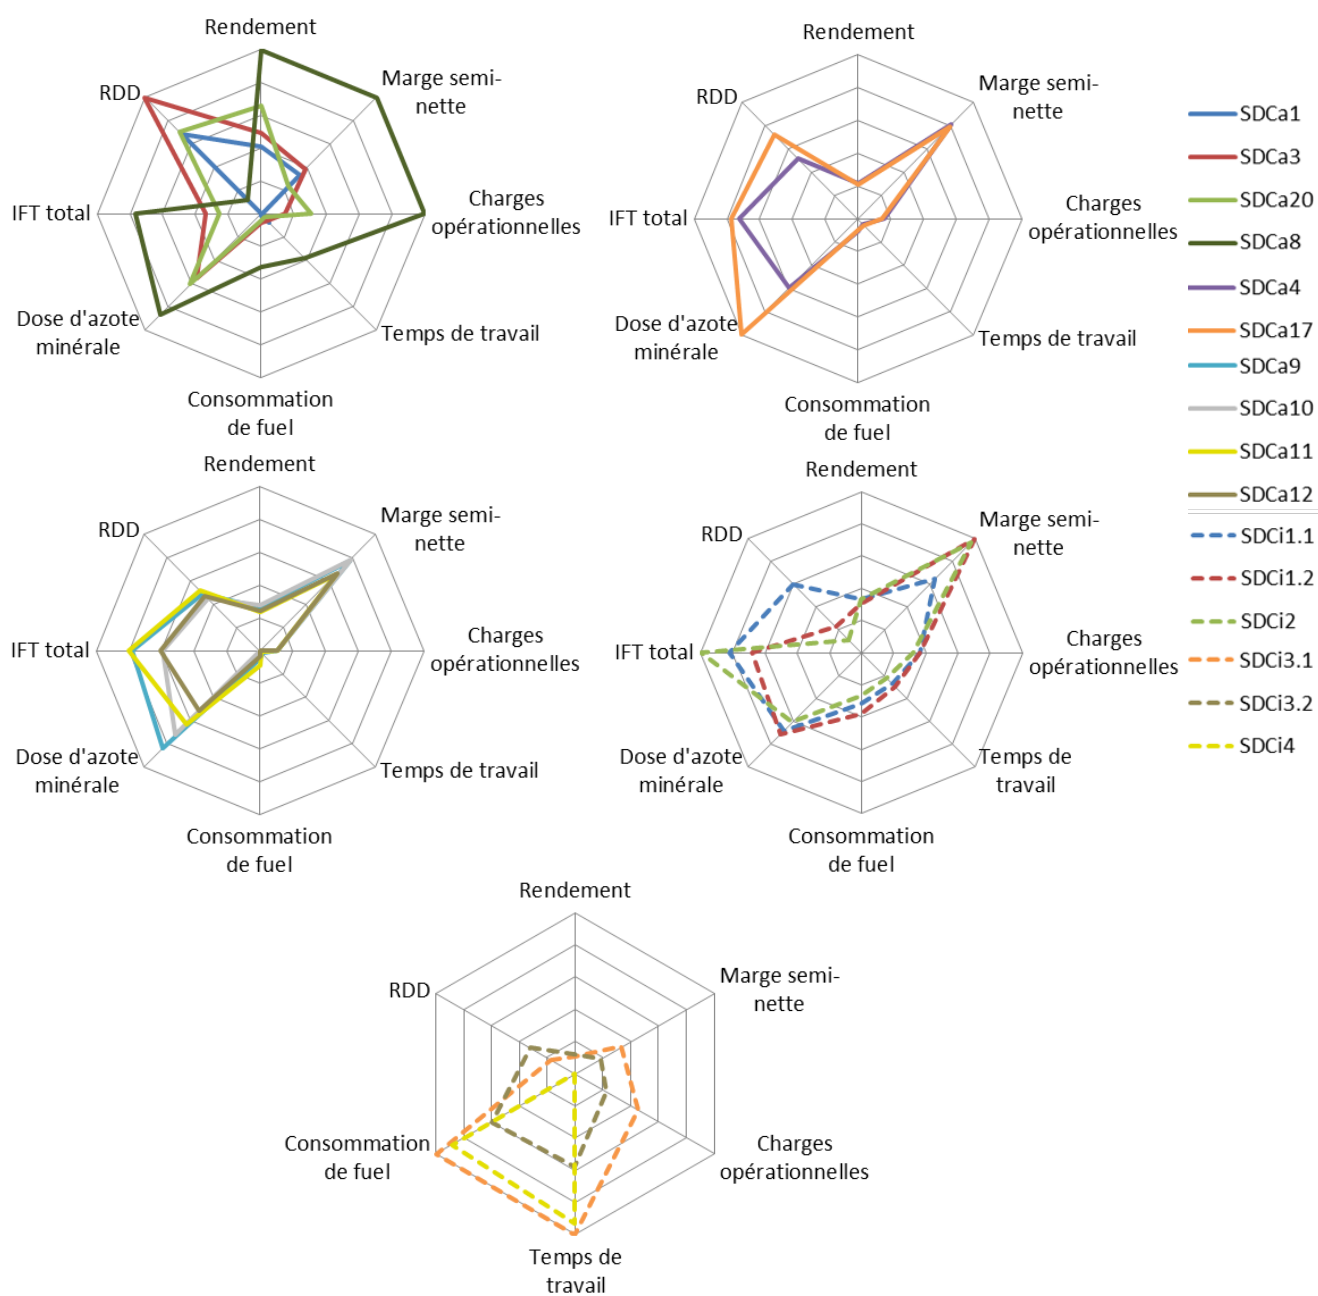 Rendement
Marge semi-
nette
RDD
IFT total
Charges
opérationnelles
Dose d'azote
minérale
Temps de travail
Consommation
de fuel
Rendement
Marge semi-
nette
RDD
IFT total
Charges
opérationnelles
Dose d'azote
minérale
Temps de travail
Consommation
de fuel
SDCa1
SDCa3
SDCa20
SDCa8
SDCa4
SDCa17
SDCa9
SDCa10
SDCa11
SDCa12
SDCi1.1
SDCi1.2
SDCi2
SDCi3.1
SDCi3.2
SDCi4
Rendement
Marge semi-
nette
RDD
IFT total
Charges
opérationnelles
Dose d'azote
minérale
Temps de travail
Consommation
de fuel
Rendement
Marge semi-
nette
RDD
IFT total
Charges
opérationnelles
Dose d'azote
minérale
Temps de
travail
Consommation
de fuel
Rendement
Marge semi-
nette
RDD
Consommation
de fuel
Charges
opérationnelles
Temps de
travail